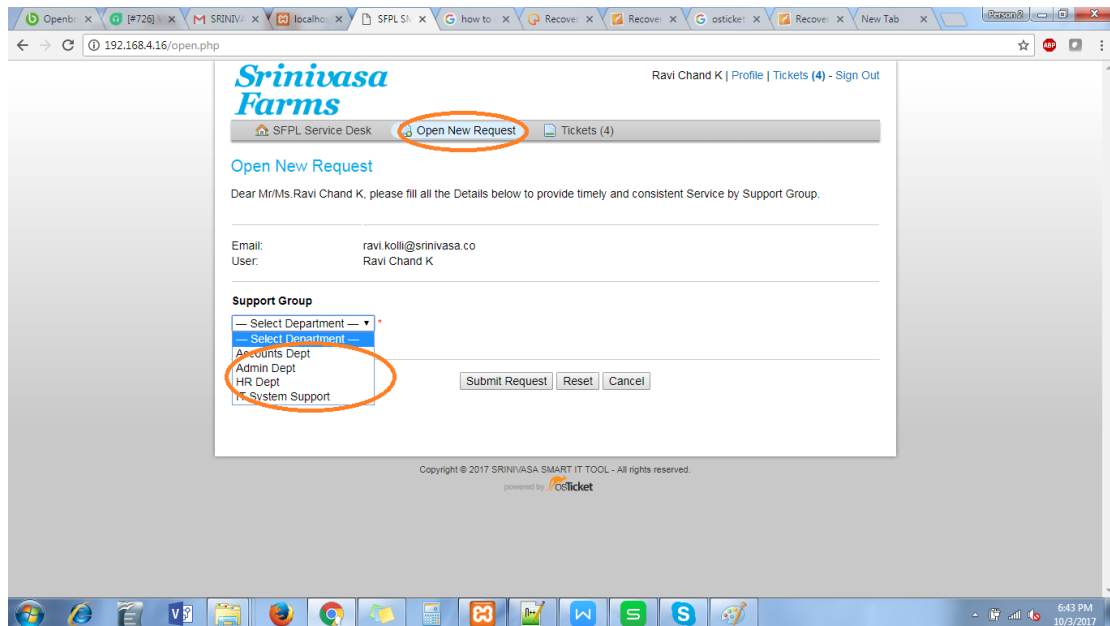 Openbr
[#726]
SRINIV
localhos
SFPL SM
how to
Recove
Recove
osticket
Recove
New Tab
Person 2
192.168.4.16/open.php
ABP
Srinivasa
Farms
Ravi Chand K | Profile | Tickets (4) - Sign Out
SFPL Service Desk
Open New Request
Tickets (4)
Open New Request
Dear Mr/Ms.Ravi Chand K, please fill all the Details below to provide timely and consistent Service by Support Group.
Email: ravi.kolli@srinivasa.co
User: Ravi Chand K
Support Group
— Select Department — *
— Select Department —
Accounts Dept
Admin Dept
HR Dept
IT System Support
Submit Request Reset Cancel
Copyright © 2017 SRINIVASA SMART IT TOOL - All rights reserved.
powered by osTicket
6:43 PM
10/3/2017